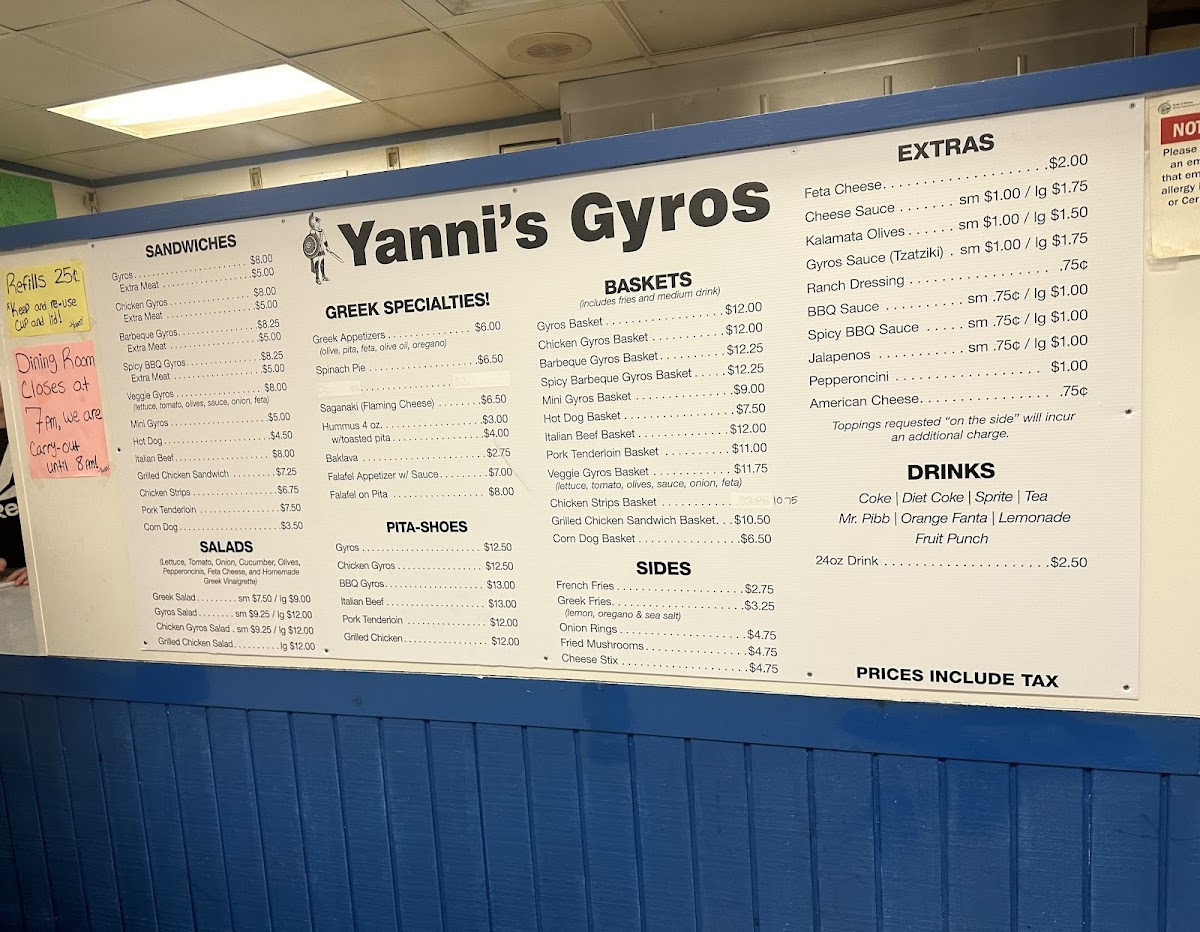 Refills 25¢
*Keep and re-use
cup and lid!
Dining Room
Closes at
7pm, we are
Carry-out
until 8pm!
Yanni's Gyros
SANDWICHES
Gyros $8.00
Extra Meat $5.00
Chicken Gyros $8.00
Extra Meat $5.00
Barbeque Gyros $8.25
Extra Meat $5.00
Spicy BBQ Gyros $8.25
Extra Meat $5.00
Veggie Gyros $8.00
(lettuce, tomato, olives, sauce, onion, feta)
Mini Gyros $5.00
Hot Dog $4.50
Italian Beef $8.00
Grilled Chicken Sandwich $7.25
Chicken Strips $6.75
Pork Tenderloin $7.50
Corn Dog $3.50
SALADS
(Lettuce, Tomato, Onion, Cucumber, Olives,
Pepperoncinis, Feta Cheese, and Homemade
Greek Vinaigrette)
Greek Salad sm $7.50 / lg $9.00
Gyros Salad sm $9.25 / lg $12.00
Chicken Gyros Salad . sm $9.25 / lg $12.00
Grilled Chicken Salad lg $12.00
GREEK SPECIALTIES!
Greek Appetizers $6.00
(olive, pita, feta, olive oil, oregano)
Spinach Pie $6.50
Saganaki (Flaming Cheese) $6.50
Hummus 4 oz. $3.00
w/toasted pita $4.00
Baklava $2.75
Falafel Appetizer w/ Sauce $7.00
Falafel on Pita $8.00
PITA-SHOES
Gyros $12.50
Chicken Gyros $12.50
BBQ Gyros $13.00
Italian Beef $13.00
Pork Tenderloin $12.00
Grilled Chicken $12.00
BASKETS
(includes fries and medium drink)
Gyros Basket $12.00
Chicken Gyros Basket $12.00
Barbeque Gyros Basket $12.25
Spicy Barbeque Gyros Basket $12.25
Mini Gyros Basket $9.00
Hot Dog Basket $7.50
Italian Beef Basket $12.00
Pork Tenderloin Basket $11.00
Veggie Gyros Basket $11.75
(lettuce, tomato, olives, sauce, onion, feta)
Chicken Strips Basket 10.75
Grilled Chicken Sandwich Basket $10.50
Corn Dog Basket $6.50
SIDES
French Fries $2.75
Greek Fries $3.25
(lemon, oregano & sea salt)
Onion Rings $4.75
Fried Mushrooms $4.75
Cheese Stix $4.75
EXTRAS
Feta Cheese $2.00
Cheese Sauce sm $1.00 / lg $1.75
Kalamata Olives sm $1.00 / lg $1.50
Gyros Sauce (Tzatziki) . sm $1.00 / lg $1.75
Ranch Dressing .75¢
BBQ Sauce sm .75¢ / lg $1.00
Spicy BBQ Sauce sm .75¢ / lg $1.00
Jalapenos sm .75¢ / lg $1.00
Pepperoncini $1.00
American Cheese .75¢
Toppings requested "on the side" will incur
an additional charge.
DRINKS
Coke | Diet Coke | Sprite | Tea
Mr. Pibb | Orange Fanta | Lemonade
Fruit Punch
24oz Drink $2.50
PRICES INCLUDE TAX
NOT
Please
an em
that em
allergy
or Cer
Re